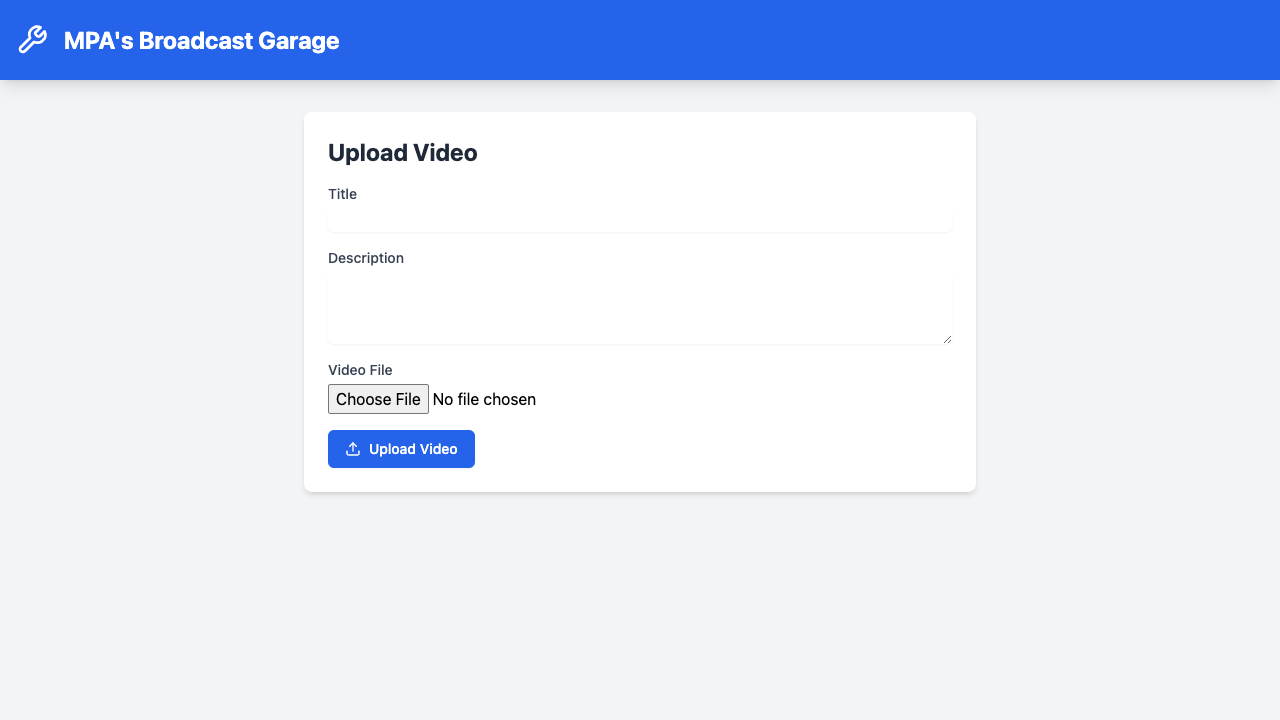 MPA's Broadcast Garage
Upload Video
Title
Description
Video File
Choose File No file chosen
Upload Video